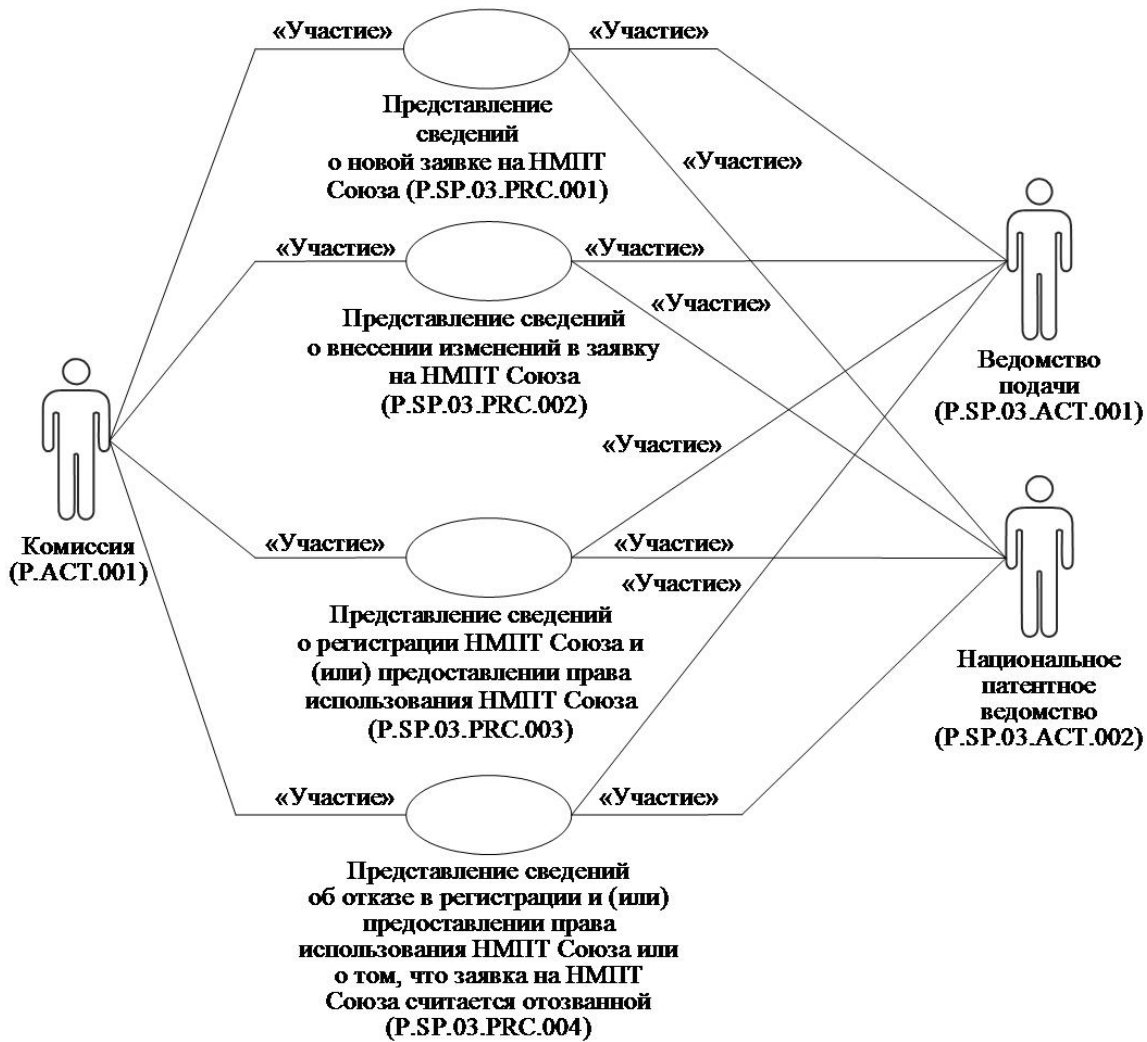 «Участие»
«Участие»
Представление
сведений
о новой заявке на НМПТ
Союза (P.SP.03.PRC.001)
«Участие»
«Участие»
«Участие»
Представление сведений
о внесении изменений в заявку
на НМПТ Союза
(P.SP.03.PRC.002)
«Участие»
Ведомство
подачи
(P.SP.03.ACT.001)
«Участие»
Комиссия
(P.ACT.001)
«Участие»
«Участие»
«Участие»
Представление сведений
о регистрации НМПТ Союза и
(или) предоставлении права
использования НМПТ Союза
(P.SP.03.PRC.003)
Национальное
патентное
ведомство
(P.SP.03.ACT.002)
«Участие»
«Участие»
Представление сведений
об отказе в регистрации и (или)
предоставлении права
использования НМПТ Союза или
о том, что заявка на НМПТ
Союза считается отозванной
(P.SP.03.PRC.004)